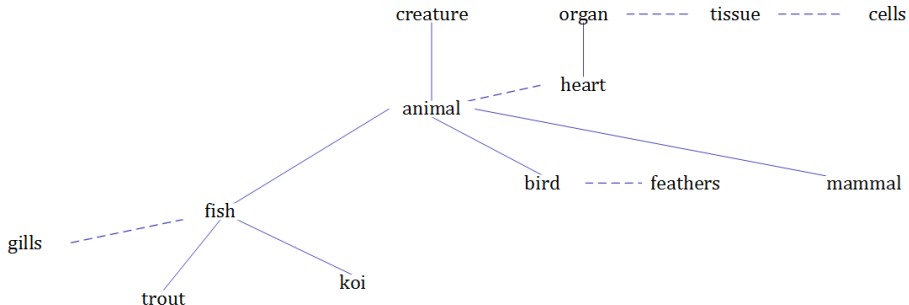 creature organ tissue cells
heart
animal
bird feathers mammal
fish
gills
koi
trout